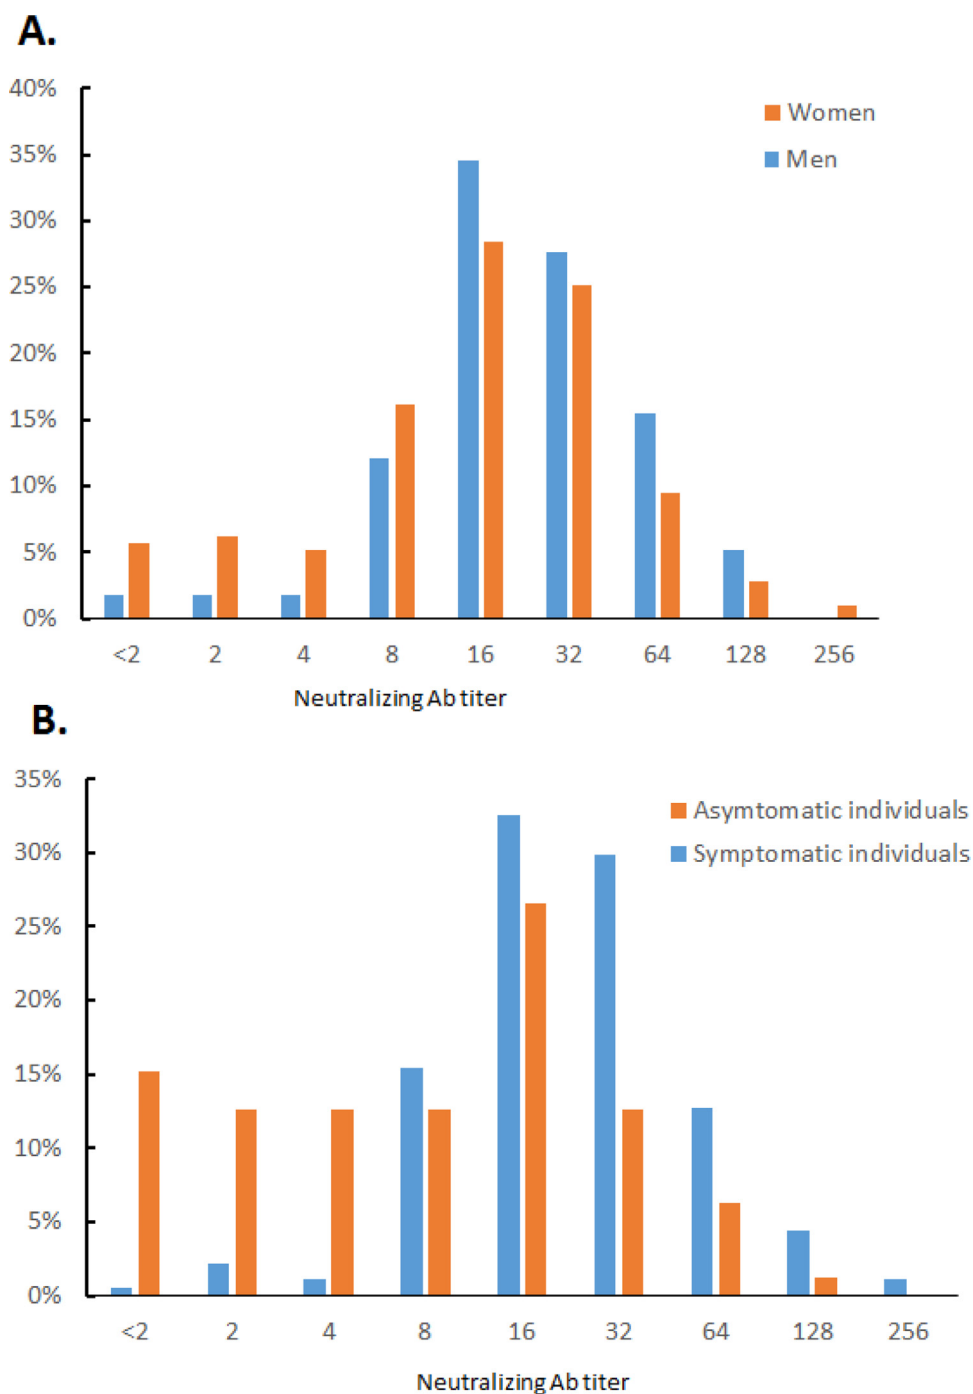 A.
40%
35%
30%
25%
20%
15%
10%
5%
0%
Women
Men
<2 2 4 8 16 32 64 128 256
Neutralizing Ab titer
B.
35%
30%
25%
20%
15%
10%
5%
0%
Asymtomatic individuals
Symptomatic individuals
<2 2 4 8 16 32 64 128 256
Neutralizing Ab titer